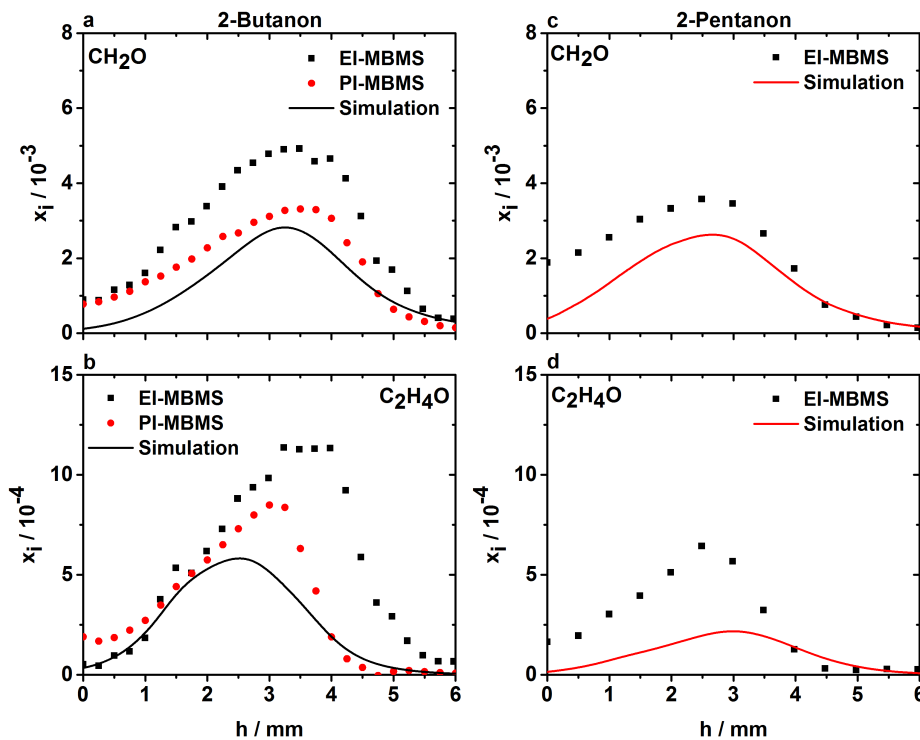 a 2-Butanon
CH2O
EI-MBMS
PI-MBMS
Simulation
8
6
4
2
0
xi / 10-3
c 2-Pentanon
CH2O
EI-MBMS
Simulation
8
6
4
2
0
xi / 10-3
b
EI-MBMS
PI-MBMS
Simulation
C2H4O
15
10
5
0
xi / 10-4
0 1 2 3 4 5 6
h / mm
d
C2H4O
EI-MBMS
Simulation
15
10
5
0
xi / 10-4
0 1 2 3 4 5 6
h / mm